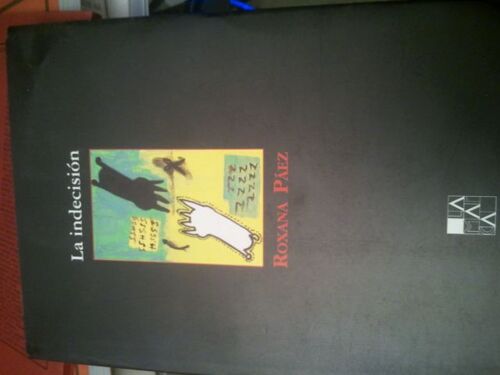 La indecisión
ROXANA PÁEZ